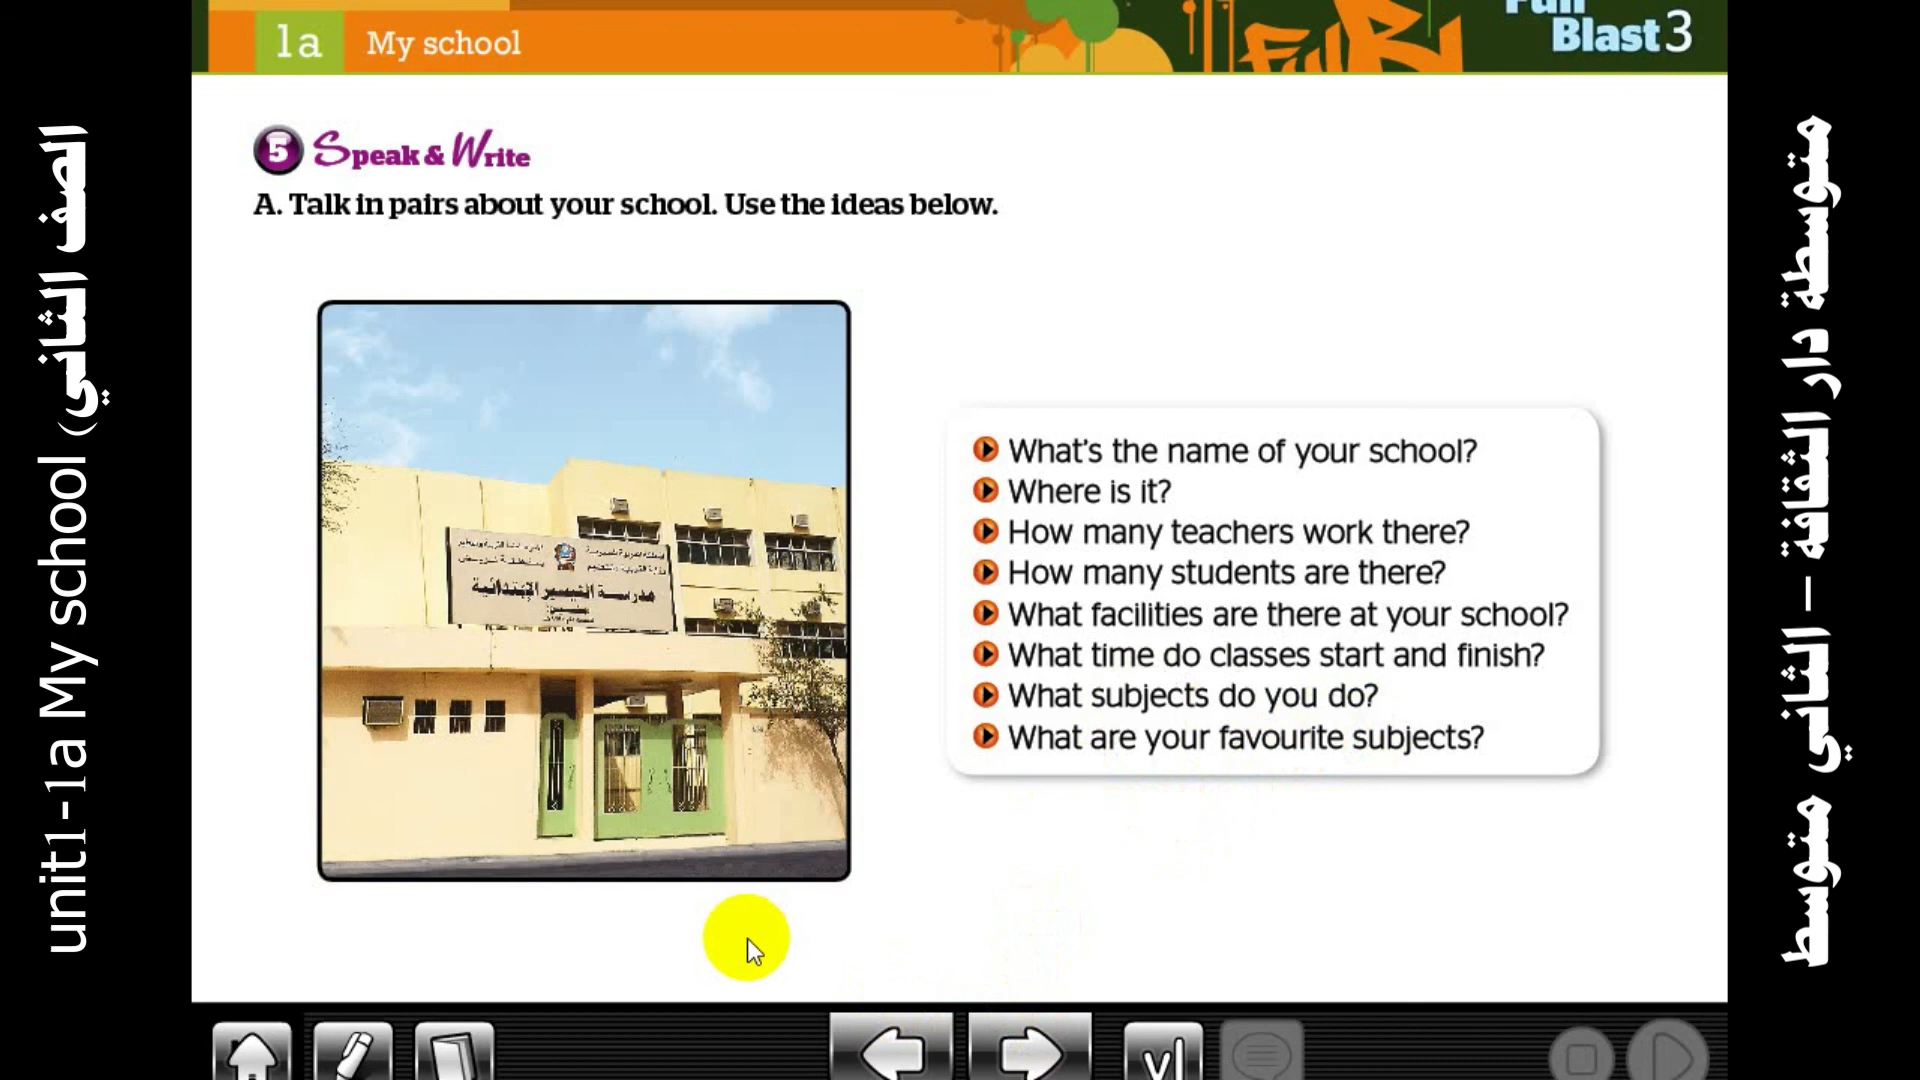 1a My school
Full
Blast 3
5 Speak & Write
A. Talk in pairs about your school. Use the ideas below.
مدرسة
الإبتدائية
What's the name of your school?
Where is it?
How many teachers work there?
How many students are there?
What facilities are there at your school?
What time do classes start and finish?
What subjects do you do?
What are your favourite subjects?
unit1-1a My school (الصف الثاني
متوسطة دار الثقافة – الثاني متوسط